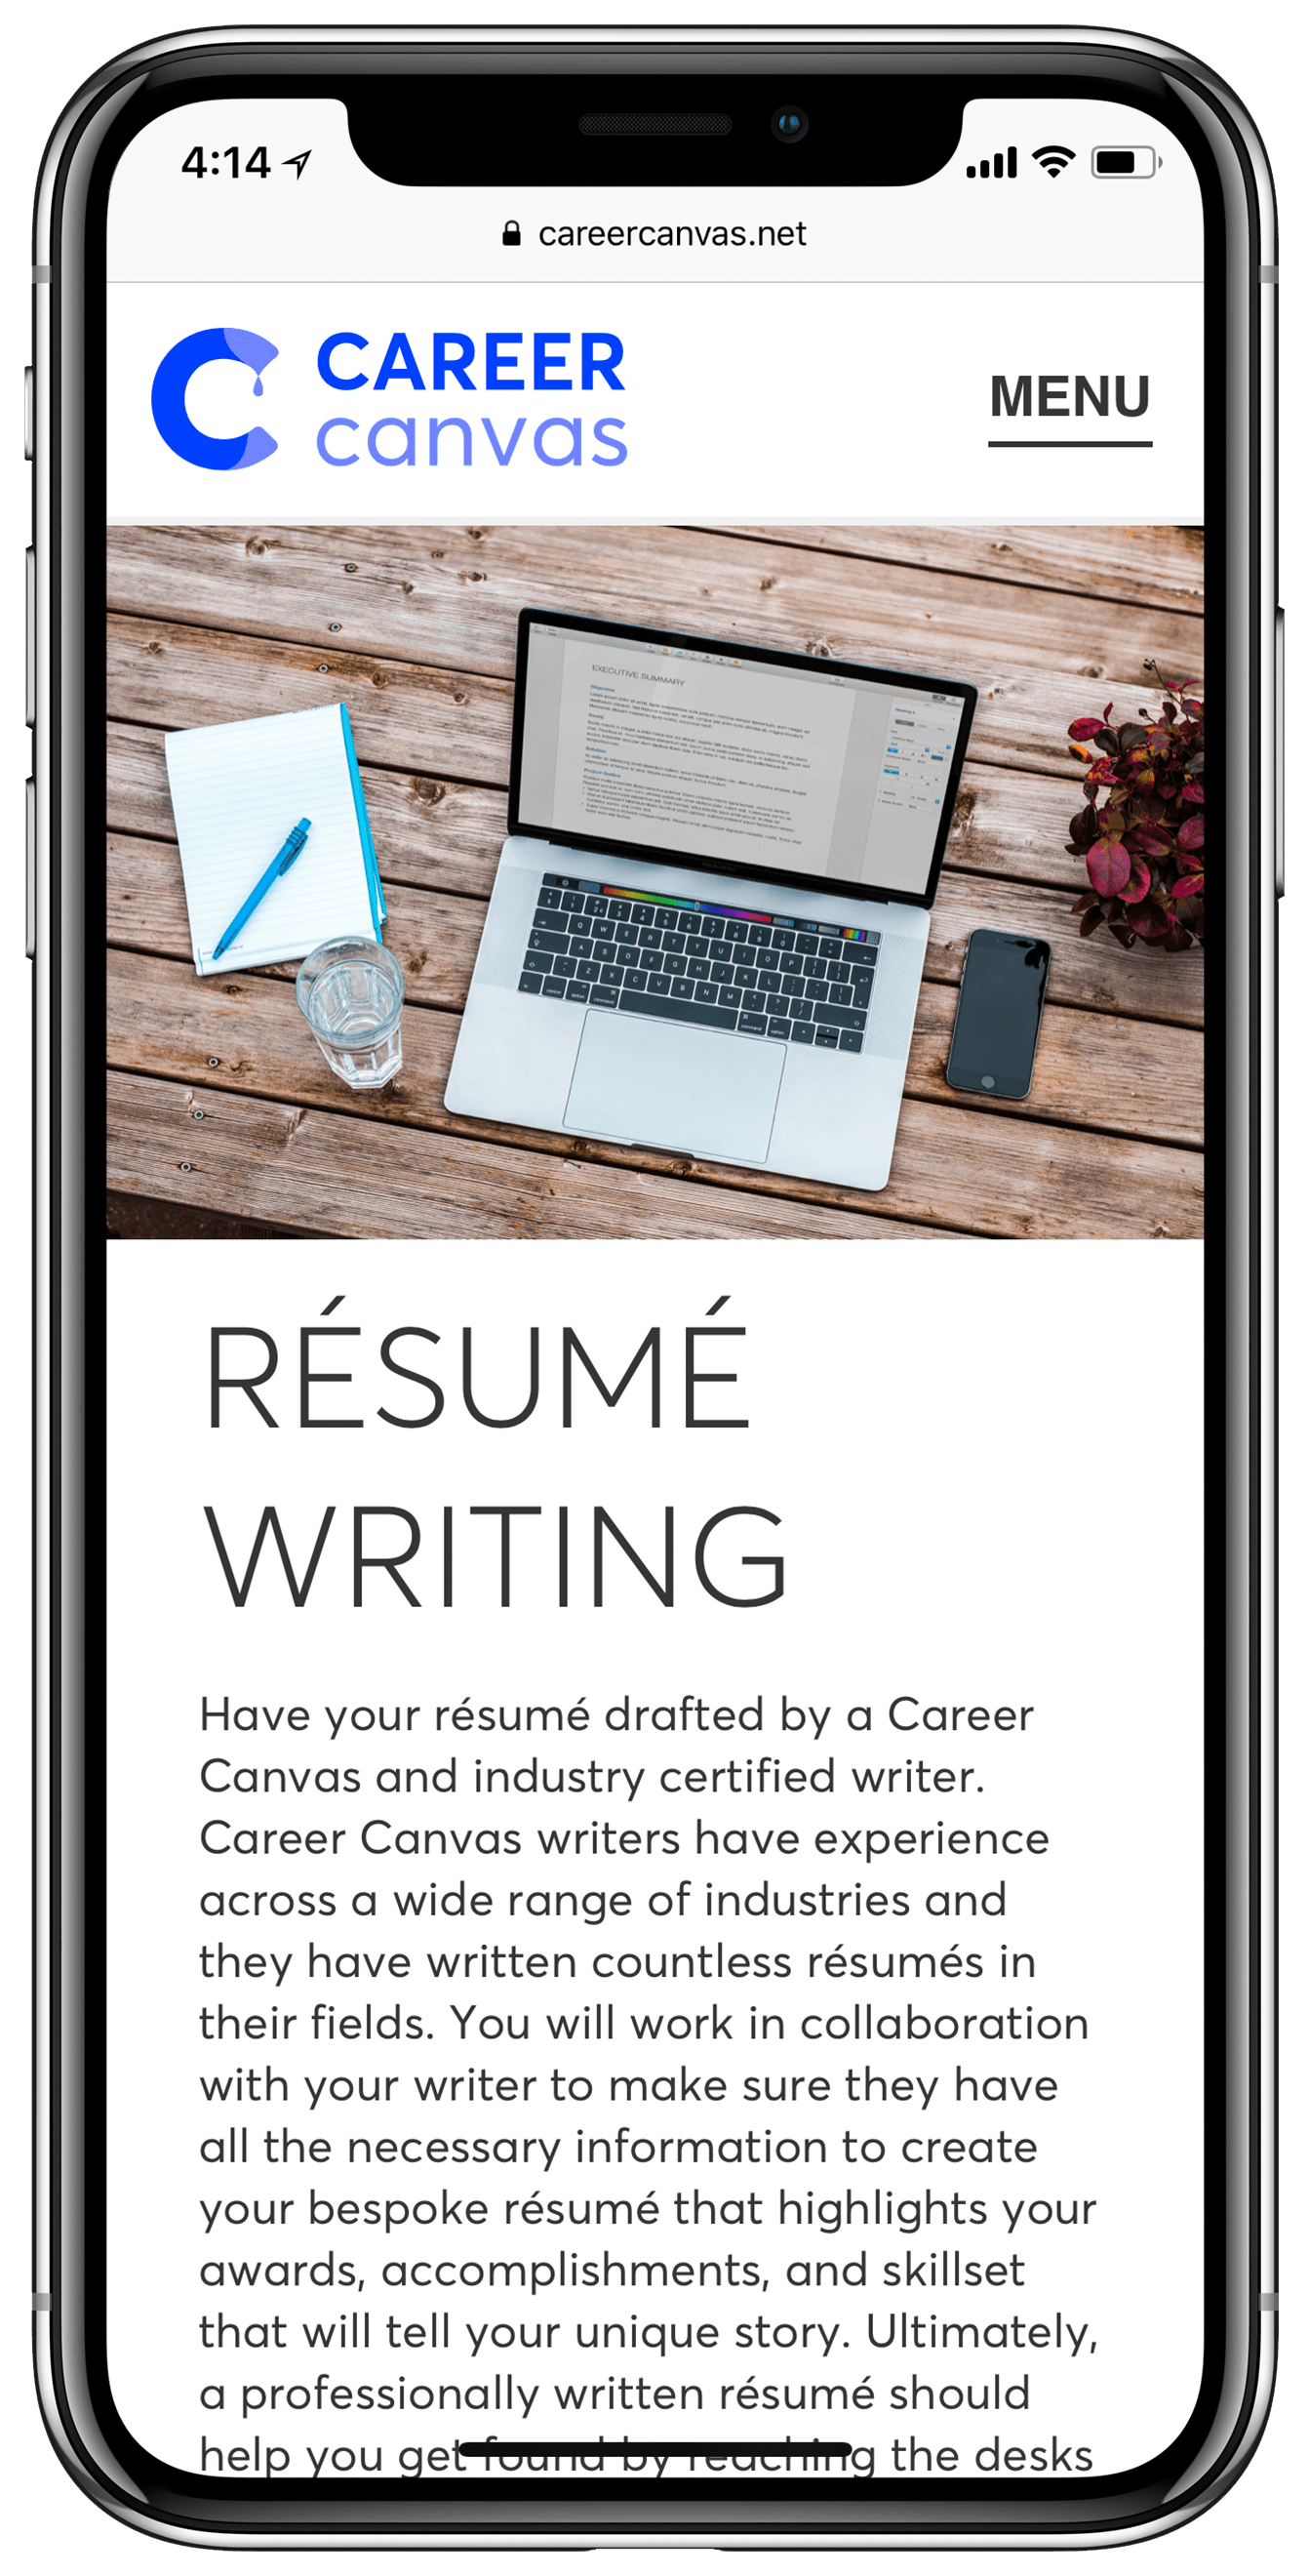 4:14
careercanvas.net
CAREER
canvas
MENU
EXECUTIVE SUMMARY
Objective
Solution
Project Outline
RÉSUMÉ
WRITING
Have your résumé drafted by a Career
Canvas and industry certified writer.
Career Canvas writers have experience
across a wide range of industries and
they have written countless résumés in
their fields. You will work in collaboration
with your writer to make sure they have
all the necessary information to create
your bespoke résumé that highlights your
awards, accomplishments, and skillset
that will tell your unique story. Ultimately,
a professionally written résumé should
help you get found by reaching the desks